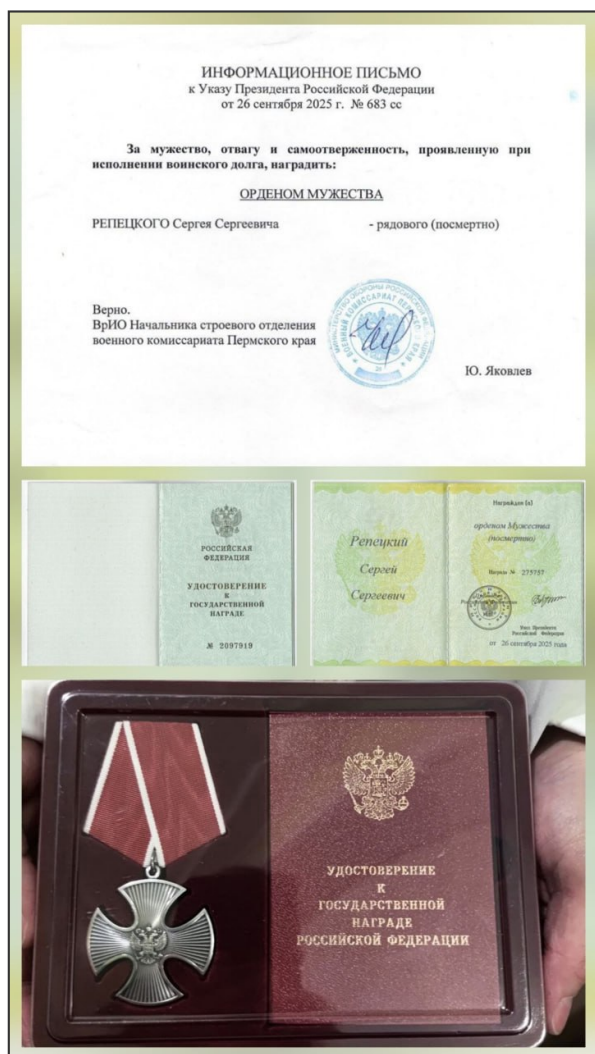 ИНФОРМАЦИОННОЕ ПИСЬМО
к Указу Президента Российской Федерации
от 26 сентября 2025 г. № 683 сс
За мужество, отвагу и самоотверженность, проявленную при
исполнении воинского долга, наградить:
ОРДЕНОМ МУЖЕСТВА
РЕПЕЦКОГО Сергея Сергеевича - рядового (посмертно)
Верно.
ВрИО Начальника строевого отделения
военного комиссариата Пермского края
Ю. Яковлев
РОССИЙСКАЯ
ФЕДЕРАЦИЯ
УДОСТОВЕРЕНИЕ
К
ГОСУДАРСТВЕННОЙ
НАГРАДЕ
№ 2097919
Репецкий
Сергей
Сергеевич
Награжден (а)
орденом Мужества
(посмертно)
Награда №
Указ Президента
Российской Федерации
от 26 сентября 2025 года
УДОСТОВЕРЕНИЕ
К
ГОСУДАРСТВЕННОЙ
НАГРАДЕ
РОССИЙСКОЙ ФЕДЕРАЦИИ